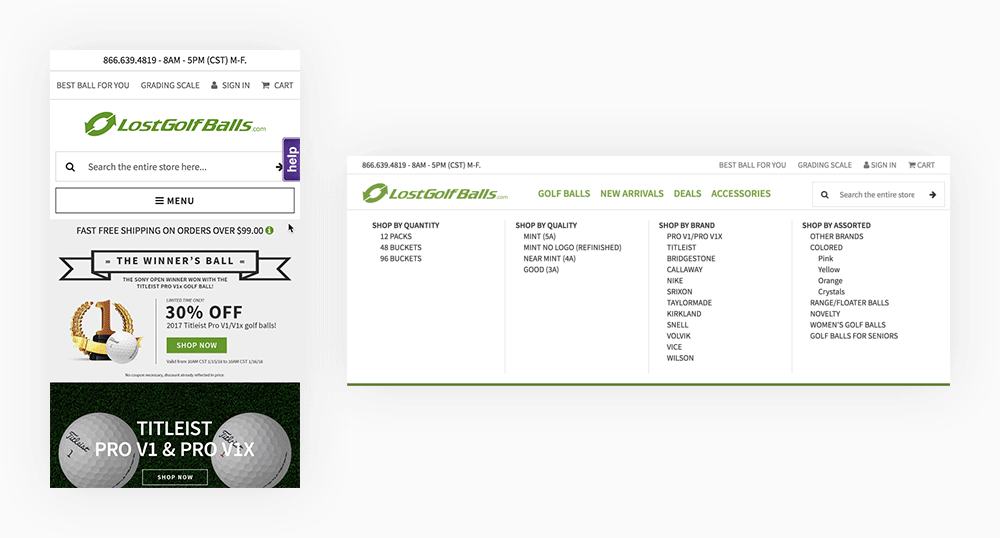 866.639.4819 - 8AM - 5PM (CST) M-F.
BEST BALL FOR YOU GRADING SCALE SIGN IN CART
LostGolfBalls.com
Search the entire store here...
help
MENU
FAST FREE SHIPPING ON ORDERS OVER $99.00
THE WINNER'S BALL
THE SONY OPEN WINNER WON WITH THE
TITLEIST PRO V1x GOLF BALL!
LIMITED TIME ONLY!
1
30% OFF
2017 Titleist Pro V1/V1x golf balls!
SHOP NOW
Valid from 10AM CST 1/15/18 to 10AM CST 1/16/18
No coupon necessary, discount already reflected in price.
Titleist
Titleist
TITLEIST
PRO V1 & PRO V1X
SHOP NOW
866.639.4819 - 8AM - 5PM (CST) M-F.
BEST BALL FOR YOU GRADING SCALE SIGN IN CART
LostGolfBalls.com
GOLF BALLS NEW ARRIVALS DEALS ACCESSORIES
Search the entire store
SHOP BY QUANTITY
12 PACKS
48 BUCKETS
96 BUCKETS
SHOP BY QUALITY
MINT (5A)
MINT NO LOGO (REFINISHED)
NEAR MINT (4A)
GOOD (3A)
SHOP BY BRAND
PRO V1/PRO V1X
TITLEIST
BRIDGESTONE
CALLAWAY
NIKE
SRIXON
TAYLORMADE
KIRKLAND
SNELL
VOLVIK
VICE
WILSON
SHOP BY ASSORTED
OTHER BRANDS
COLORED
Pink
Yellow
Orange
Crystals
RANGE/FLOATER BALLS
NOVELTY
WOMEN'S GOLF BALLS
GOLF BALLS FOR SENIORS